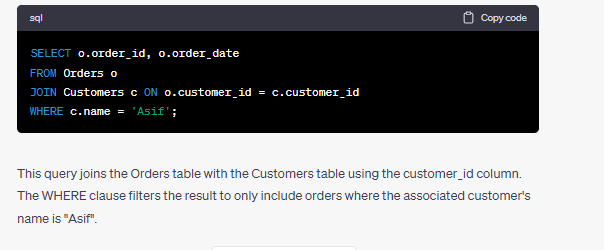 sql Copy code
SELECT o.order_id, o.order_date
FROM Orders o
JOIN Customers c ON o.customer_id = c.customer_id
WHERE c.name = 'Asif';
This query joins the Orders table with the Customers table using the customer_id column.
The WHERE clause filters the result to only include orders where the associated customer's
name is "Asif".